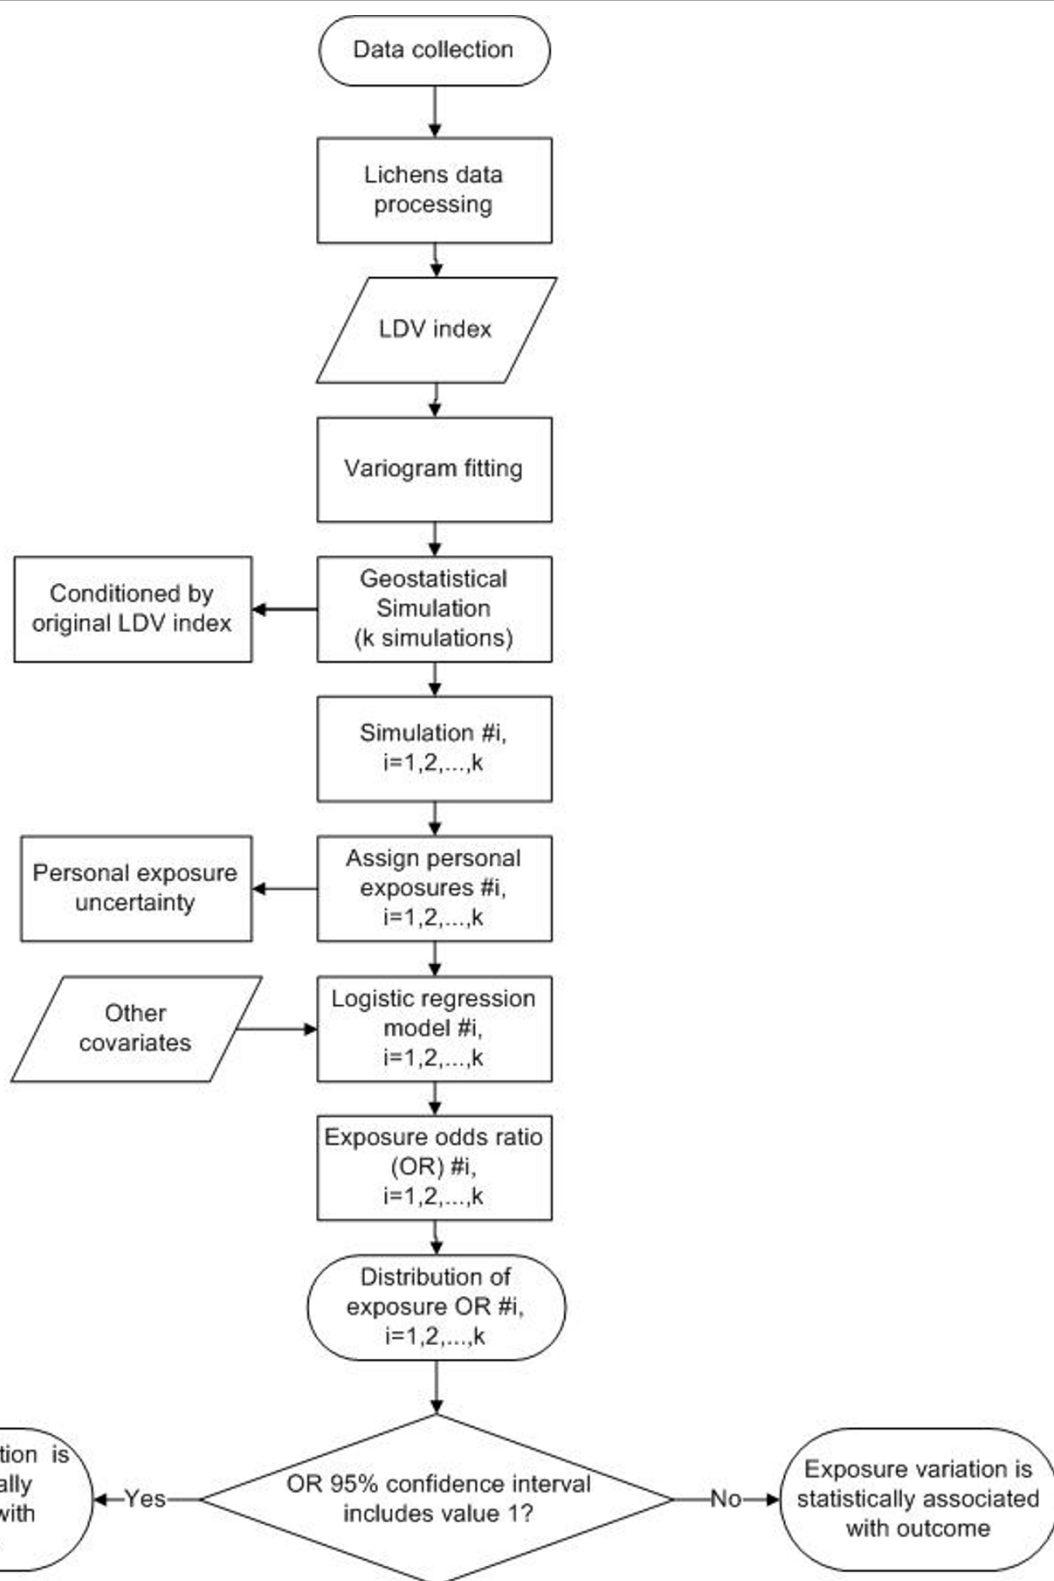 Data collection
Lichens data
processing
LDV index
Variogram fitting
Conditioned by
original LDV index
Geostatistical
Simulation
(k simulations)
Simulation #i,
i=1,2,...,k
Personal exposure
uncertainty
Assign personal
exposures #i,
i=1,2,...,k
Other
covariates
Logistic regression
model #i,
i=1,2,...,k
Exposure odds ratio
(OR) #i,
i=1,2,...,k
Distribution of
exposure OR #i,
i=1,2,...,k
is
Yes
OR 95% confidence interval
includes value 1?
No
Exposure variation is
statistically associated
with outcome